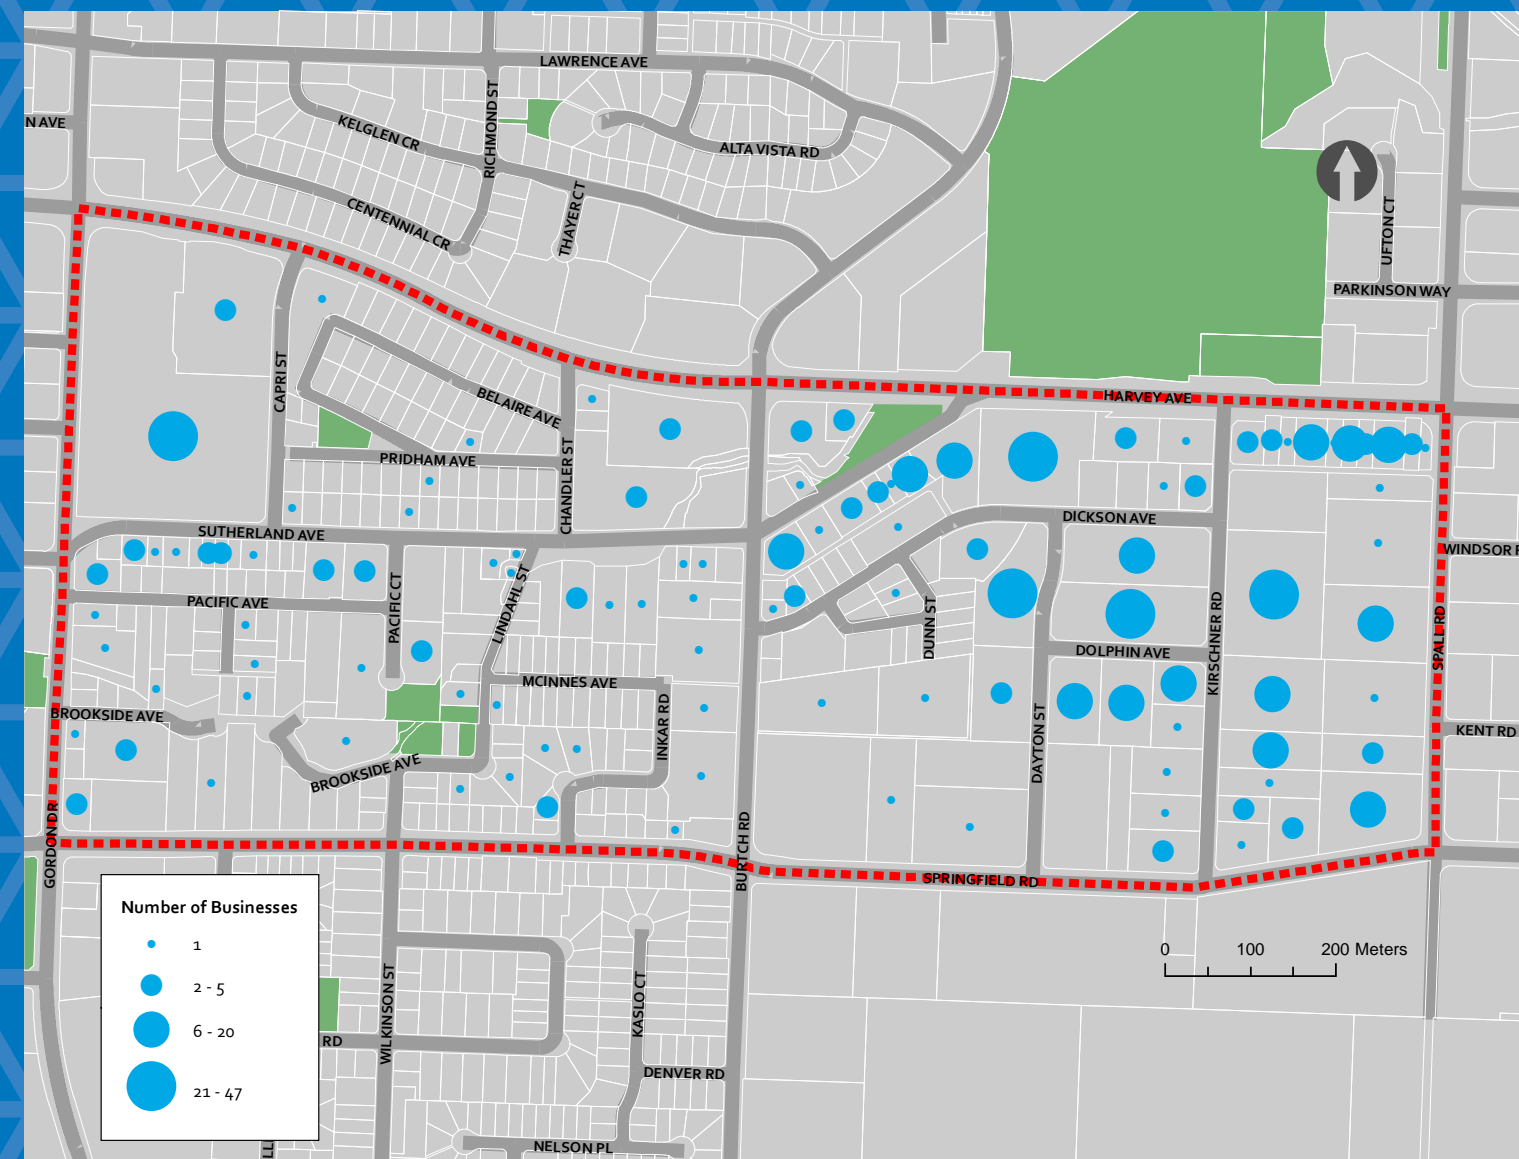 LAWRENCE AVE
N AVE
KELGLEN CR
RICHMOND ST
ALTA VISTA RD
CENTENNIAL CR
THAYER CT
UFTON CT
PARKINSON WAY
CAPRI ST
BELAIRE AVE
HARVEY AVE
PRIDHAM AVE
CHANDLER ST
SUTHERLAND AVE
DICKSON AVE
WINDSOR R
PACIFIC AVE
PACIFIC CT
LINDAHL ST
DUNN ST
KIRSCHNER RD
SPALL RD
DOLPHIN AVE
MCINNES AVE
BROOKSIDE AVE
INKAR RD
DAYTON ST
KENT RD
BROOKSIDE AVE
GORDON DR
BURTCH RD
SPRINGFIELD RD
Number of Businesses
1
2 - 5
6 - 20
21 - 47
0 100 200 Meters
WILKINSON ST
KASLO CT
RD
DENVER RD
NELSON PL
LL